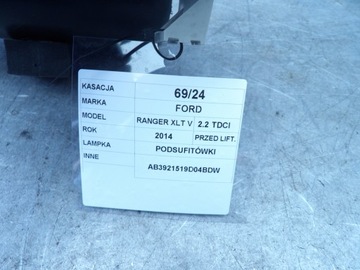 KASACJA 69/24
MARKA FORD
MODEL RANGER XLT V 2.2 TDCI
ROK 2014 PRZED LIFT.
LAMPKA PODSUFITÓWKI
INNE AB3921519D04BDW